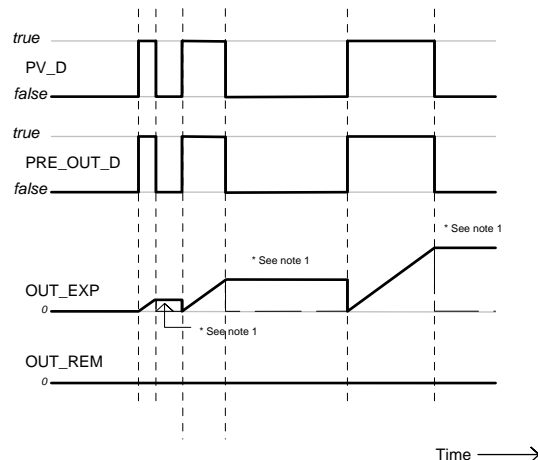 true
PV_D
false
true
PRE_OUT_D
false
* See note 1
* See note 1
OUT_EXP
0
* See note 1
OUT_REM
0
Time